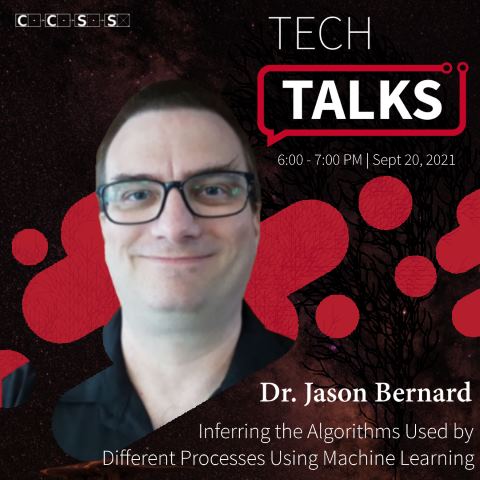 C C S S
TECH
TALKS
6:00 - 7:00 PM | Sept 20, 2021
Dr. Jason Bernard
Inferring the Algorithms Used by
Different Processes Using Machine Learning